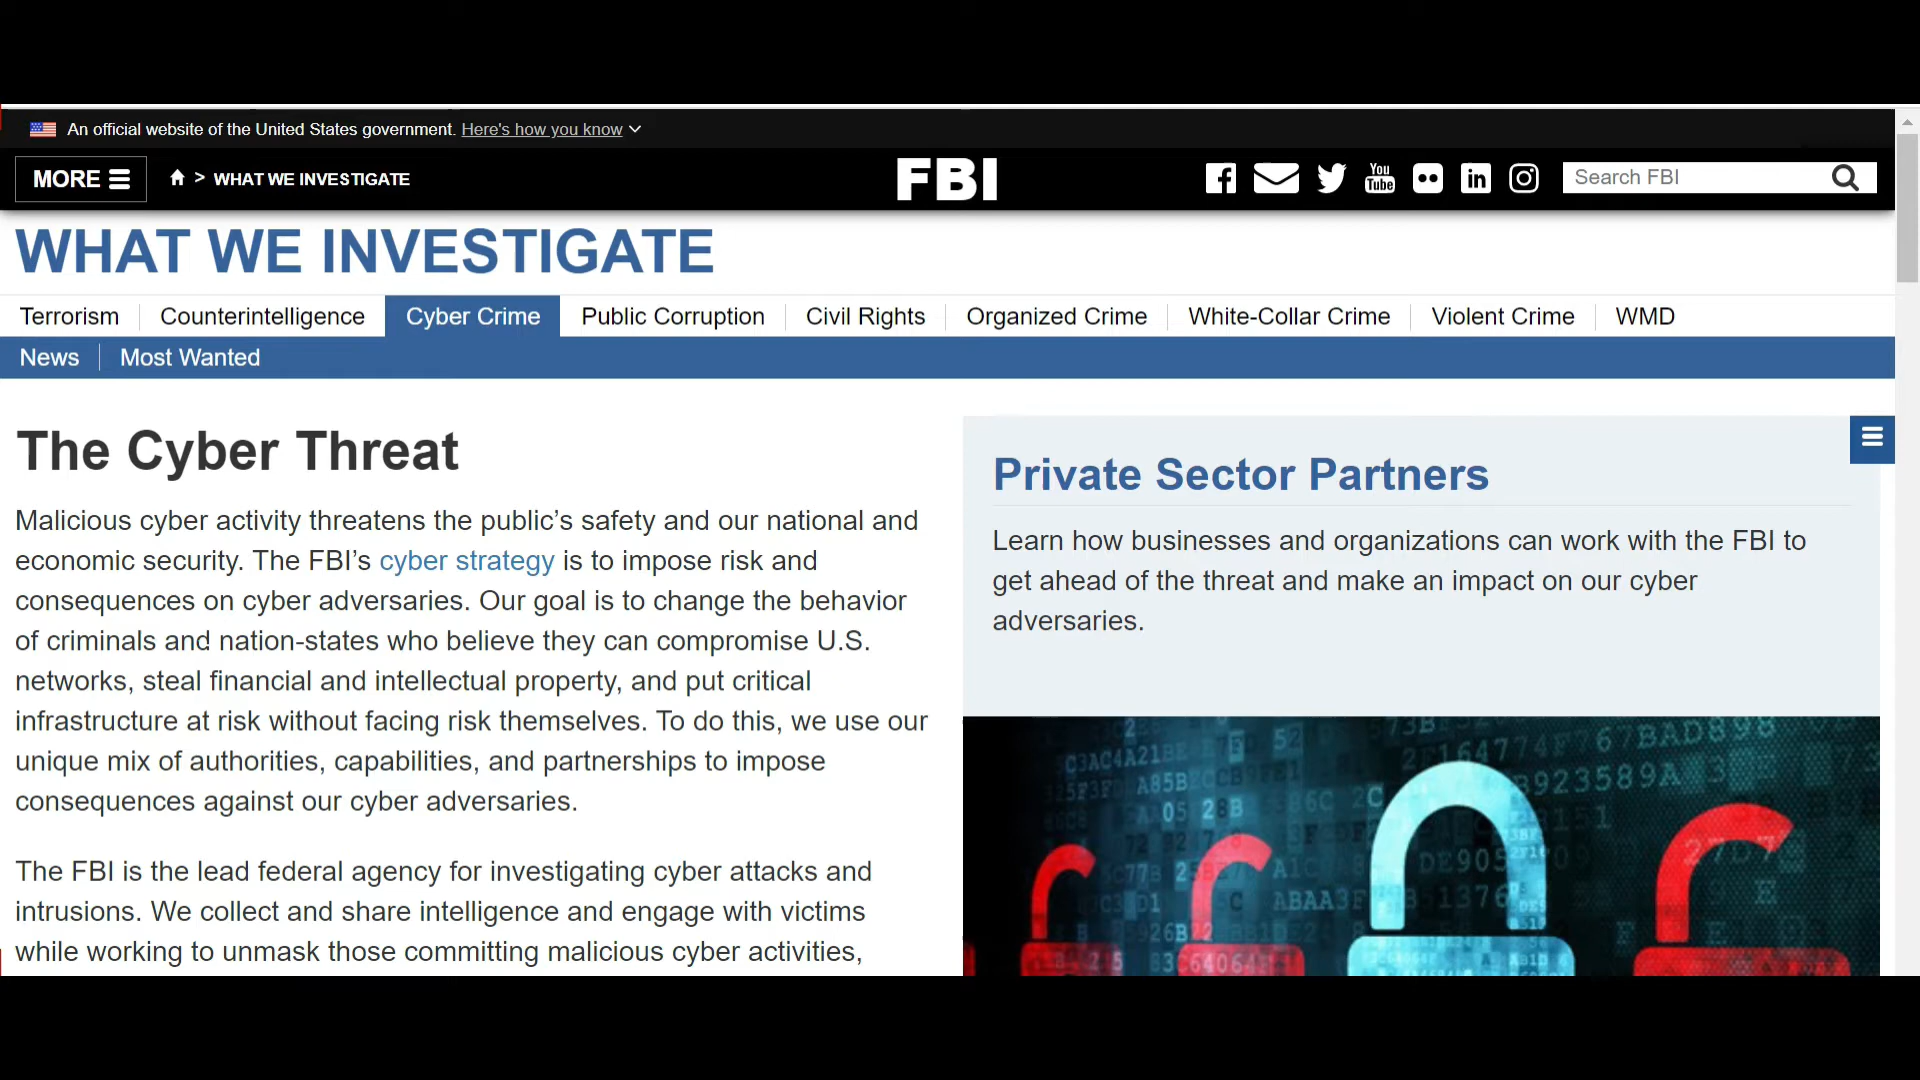 An official website of the United States government. Here's how you know
MORE
> WHAT WE INVESTIGATE
FBI
You
Tube
in
Search FBI
WHAT WE INVESTIGATE
Terrorism
Counterintelligence
Cyber Crime
Public Corruption
Civil Rights
Organized Crime
White-Collar Crime
Violent Crime
WMD
News
Most Wanted
The Cyber Threat
Malicious cyber activity threatens the public’s safety and our national and
economic security. The FBI’s cyber strategy is to impose risk and
consequences on cyber adversaries. Our goal is to change the behavior
of criminals and nation-states who believe they can compromise U.S.
networks, steal financial and intellectual property, and put critical
infrastructure at risk without facing risk themselves. To do this, we use our
unique mix of authorities, capabilities, and partnerships to impose
consequences against our cyber adversaries.
The FBI is the lead federal agency for investigating cyber attacks and
intrusions. We collect and share intelligence and engage with victims
while working to unmask those committing malicious cyber activities,
Private Sector Partners
Learn how businesses and organizations can work with the FBI to
get ahead of the threat and make an impact on our cyber
adversaries.